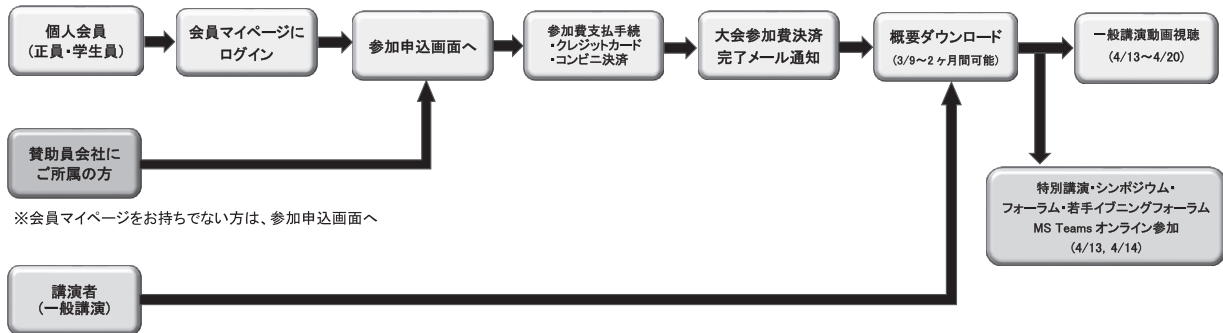 個人会員
(正員・学生員)
会員マイページに
ログイン
参加申込画面へ
参加費支払手続
・クレジットカード
・コンビニ決済
大会参加費決済
完了メール通知
概要ダウンロード
(3/9～2ヶ月間可能)
一般講演動画視聴
(4/13～4/20)
賛助員会社に
ご所属の方
※会員マイページをお持ちでない方は、参加申込画面へ
特別講演・シンポジウム・
フォーラム・若手イブニングフォーラム
MS Teams オンライン参加
(4/13, 4/14)
講演者
(一般講演)